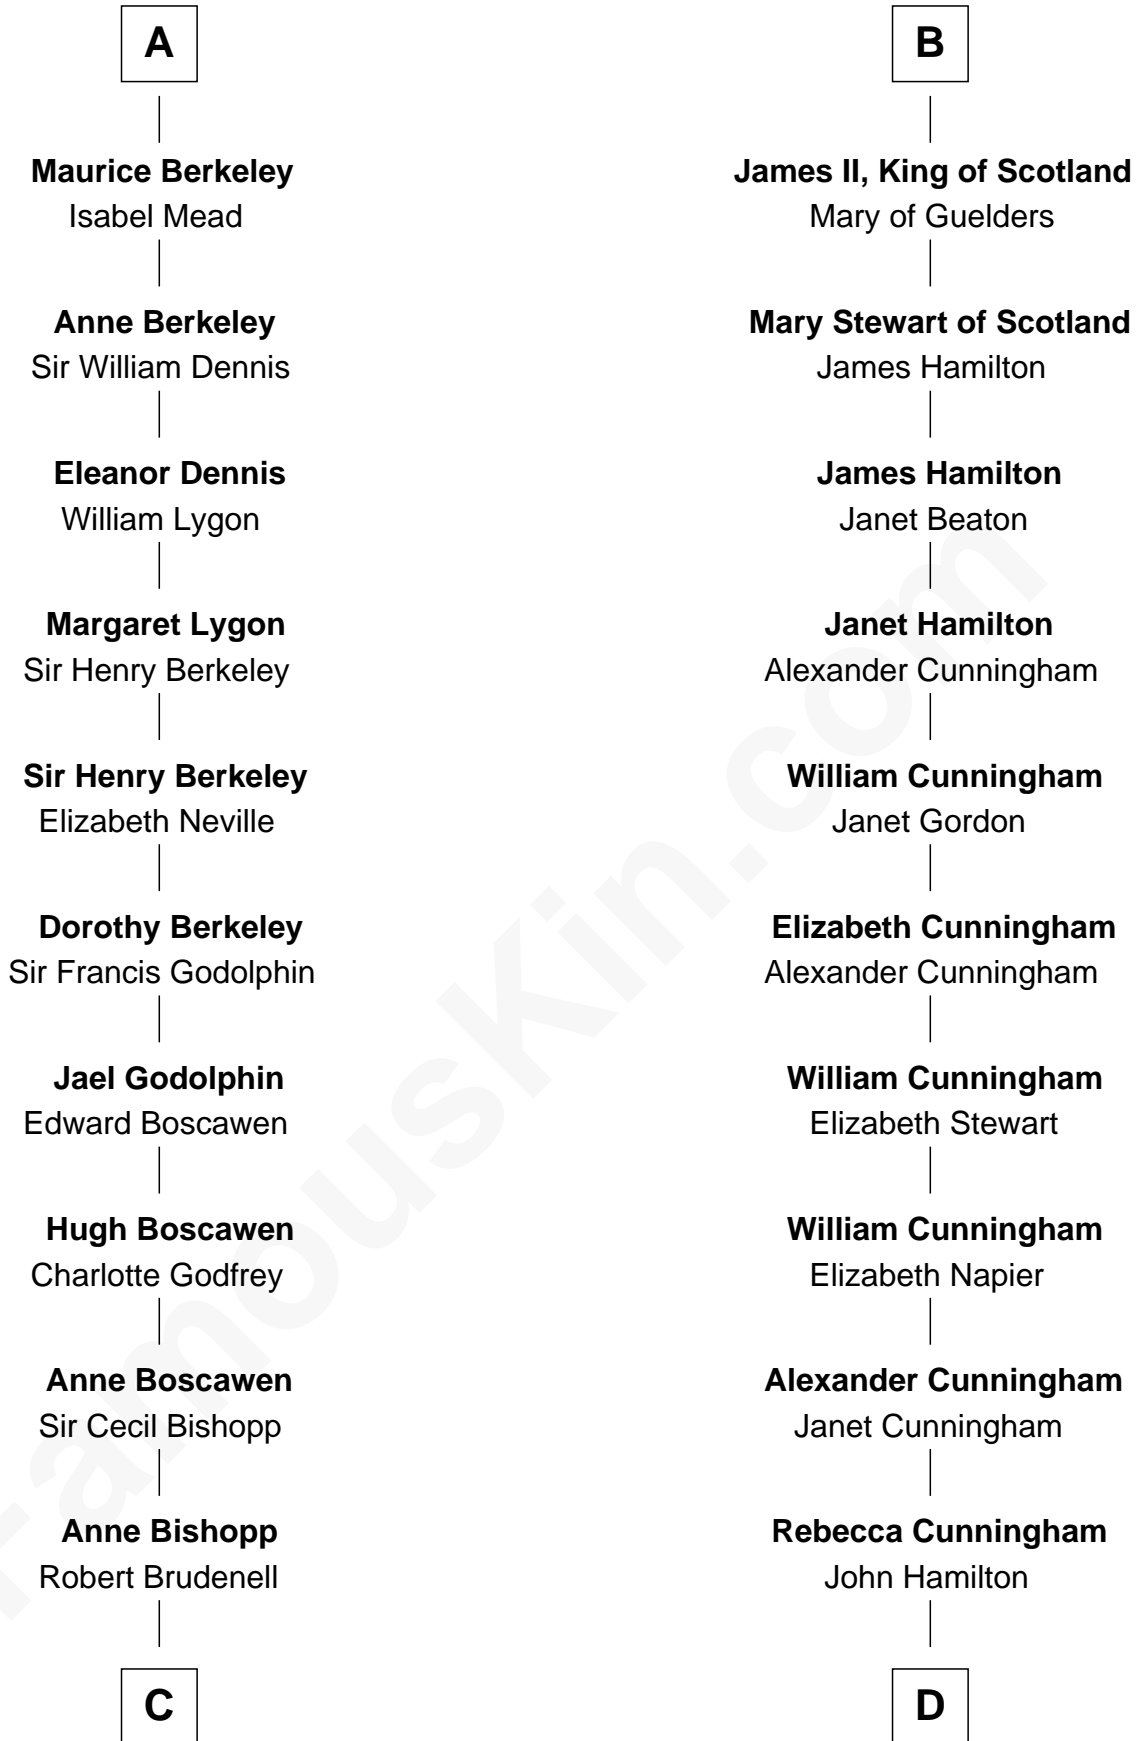 A
Maurice Berkeley
Isabel Mead
Anne Berkeley
Sir William Dennis
Eleanor Dennis
William Lygon
Margaret Lygon
Sir Henry Berkeley
Sir Henry Berkeley
Elizabeth Neville
Dorothy Berkeley
Sir Francis Godolphin
Jael Godolphin
Edward Boscawen
Hugh Boscawen
Charlotte Godfrey
Anne Boscawen
Sir Cecil Bishopp
Anne Bishopp
Robert Brudenell
C
B
James II, King of Scotland
Mary of Guelders
Mary Stewart of Scotland
James Hamilton
James Hamilton
Janet Beaton
Janet Hamilton
Alexander Cunningham
William Cunningham
Janet Gordon
Elizabeth Cunningham
Alexander Cunningham
William Cunningham
Elizabeth Stewart
William Cunningham
Elizabeth Napier
Alexander Cunningham
Janet Cunningham
Rebecca Cunningham
John Hamilton
D
FamousKin.com